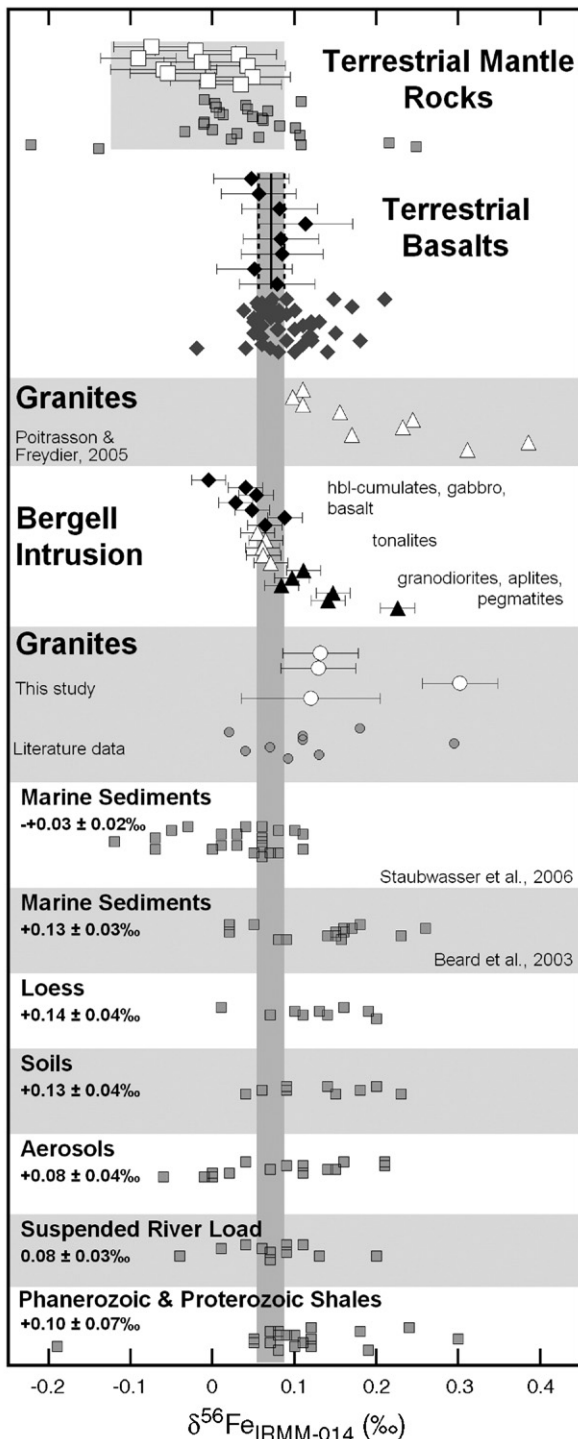 Terrestrial Mantle
Rocks
Terrestrial
Basalts
Granites
Poitrasson &
Freydier, 2005
Bergell
Intrusion
hbl-cumulates, gabbro,
basalt
tonalites
granodiorites, aplites,
pegmatites
Granites
This study
Literature data
Marine Sediments
-+0.03 ± 0.02‰
Staubwasser et al., 2006
Marine Sediments
+0.13 ± 0.03‰
Beard et al., 2003
Loess
+0.14 ± 0.04‰
Soils
+0.13 ± 0.04‰
Aerosols
+0.08 ± 0.04‰
Suspended River Load
0.08 ± 0.03‰
Phanerozoic & Proterozoic Shales
+0.10 ± 0.07‰
-0.2 -0.1 0 0.1 0.2 0.3 0.4
δ56FeIRMM-014 (‰)